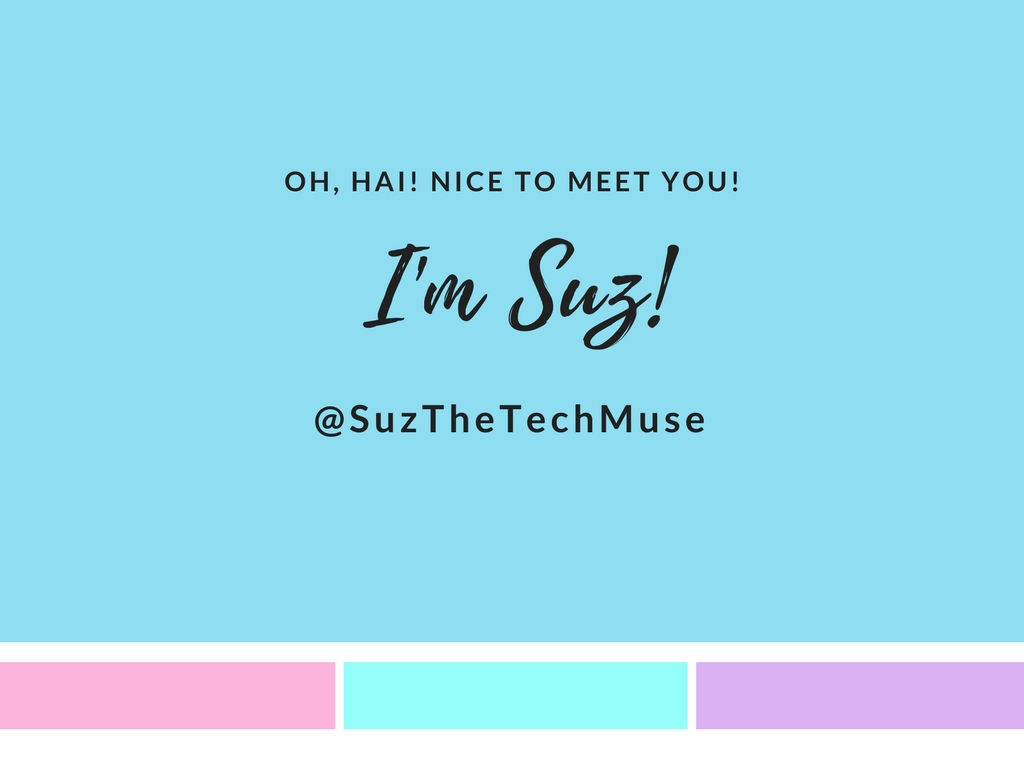 OH, HAI! NICE TO MEET YOU!
I'm Suz!
@SuzTheTechMuse